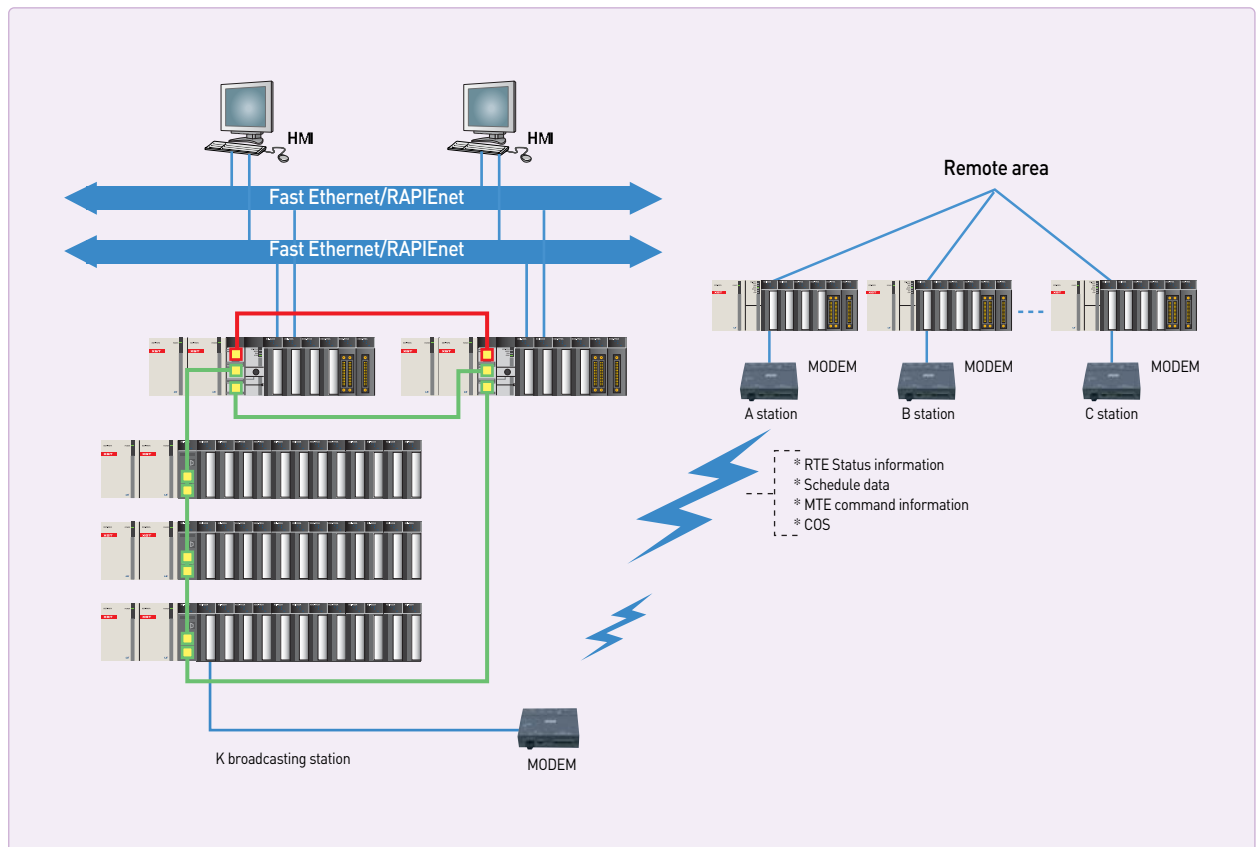 HMI
HMI
Fast Ethernet/RAPIEnet
Fast Ethernet/RAPIEnet
Remote area
MODEM
MODEM
MODEM
A station
B station
C station
* RTE Status information
* Schedule data
* MTE command information
* COS
K broadcasting station
MODEM